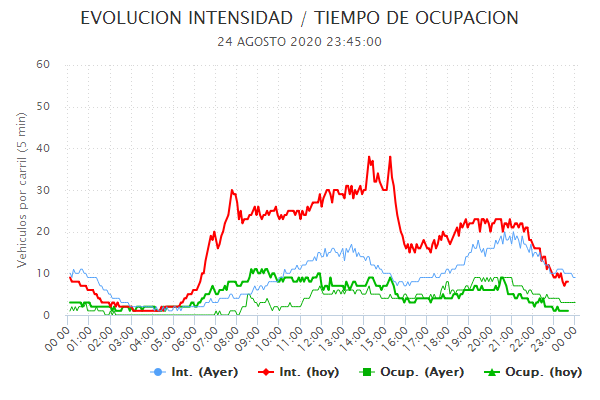 EVOLUCION INTENSIDAD / TIEMPO DE OCUPACION
24 AGOSTO 2020 23:45:00
Vehiculos por carril (5 min)
60
50
40
30
20
10
0
00:00 01:00 02:00 03:00 04:00 05:00 06:00 07:00 08:00 09:00 10:00 11:00 12:00 13:00 14:00 15:00 16:00 17:00 18:00 19:00 20:00 21:00 22:00 23:00 00:00
Int. (Ayer) Int. (hoy) Ocup. (Ayer) Ocup. (hoy)